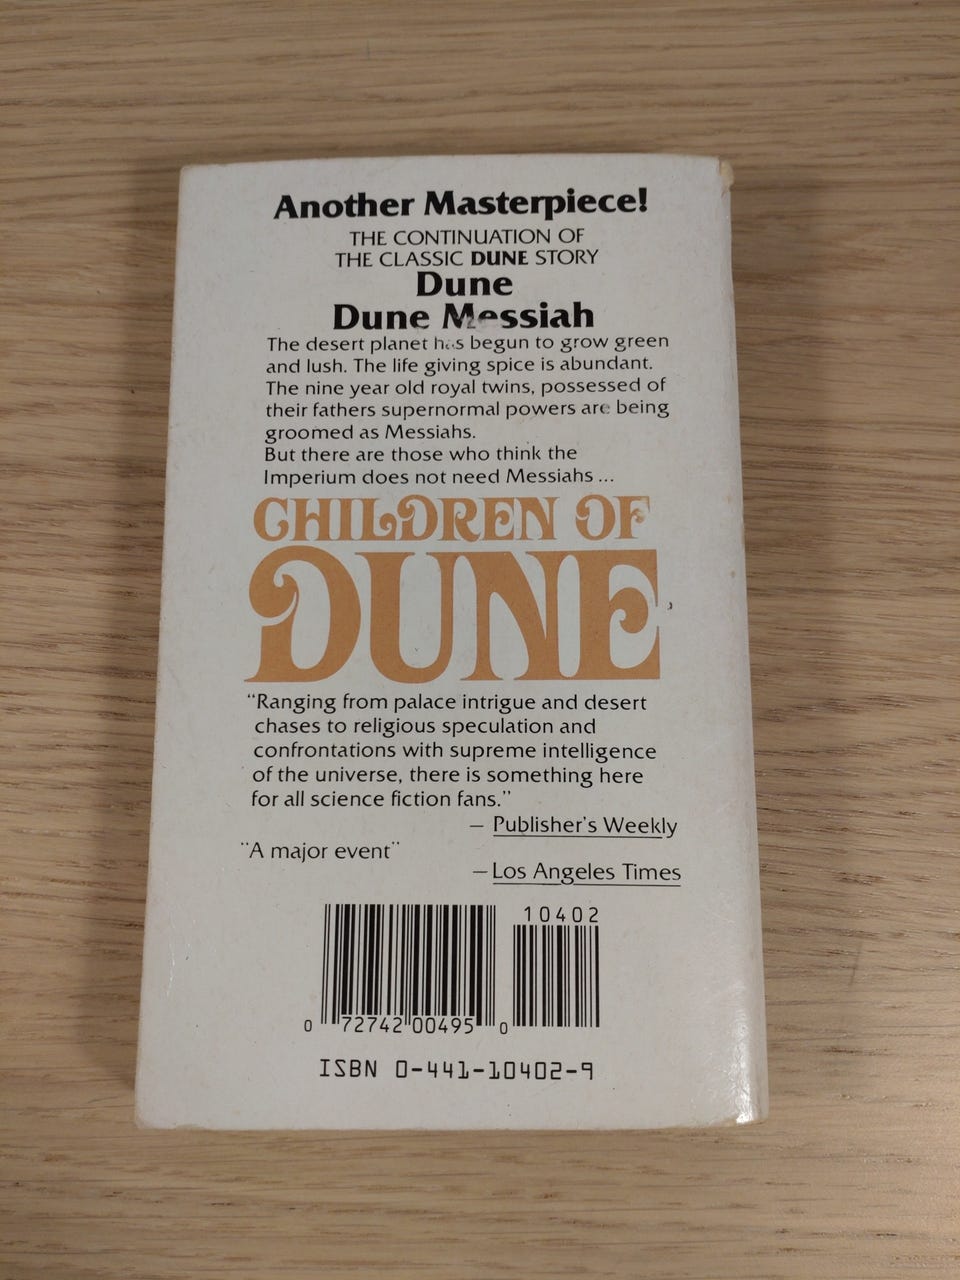 Another Masterpiece!
THE CONTINUATION OF
THE CLASSIC DUNE STORY
Dune
Dune Messiah
The desert planet has begun to grow green
and lush. The life giving spice is abundant.
The nine year old royal twins, possessed of
their fathers supernormal powers are being
groomed as Messiahs.
But there are those who think the
Imperium does not need Messiahs ...
CHILDREN OF
DUNE
"Ranging from palace intrigue and desert
chases to religious speculation and
confrontations with supreme intelligence
of the universe, there is something here
for all science fiction fans."
— Publisher's Weekly
"A major event"
— Los Angeles Times
10402
0 72742 00495 0
ISBN 0-441-10402-9